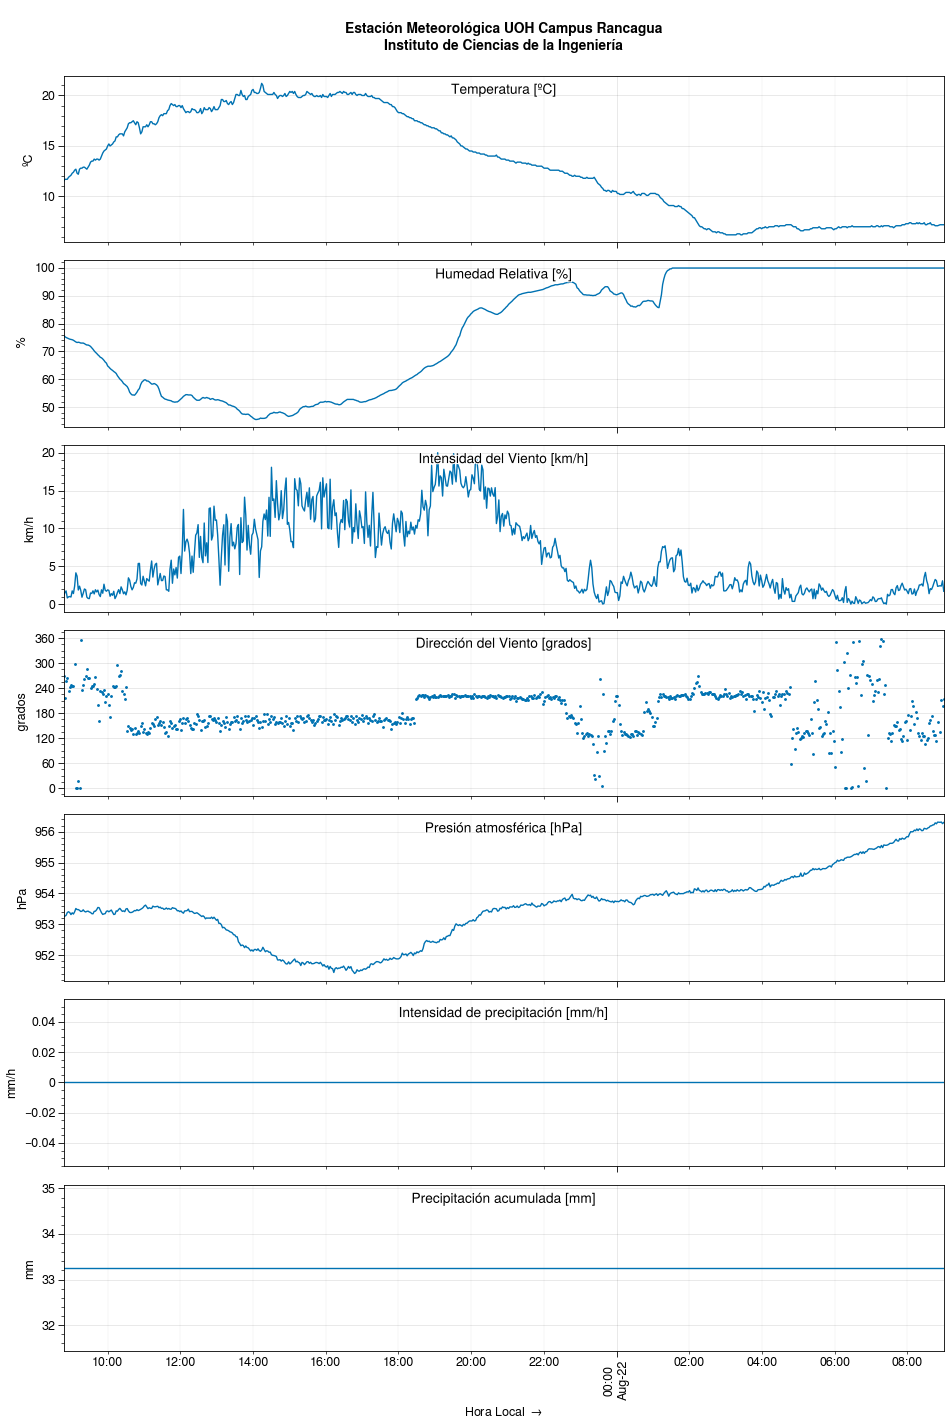 Estación Meteorológica UOH Campus Rancagua
Instituto de Ciencias de la Ingeniería
Temperatura [ºC]
ºC
20
15
10
Humedad Relativa [%]
%
100
90
80
70
60
50
Intensidad del Viento [km/h]
km/h
20
15
10
5
0
Dirección del Viento [grados]
grados
360
300
240
180
120
60
0
Presión atmosférica [hPa]
hPa
956
955
954
953
952
Intensidad de precipitación [mm/h]
mm/h
0.04
0.02
0
−0.02
−0.04
Precipitación acumulada [mm]
mm
35
34
33
32
10:00 12:00 14:00 16:00 18:00 20:00 22:00 00:00 02:00 04:00 06:00 08:00
Aug-22
Hora Local →